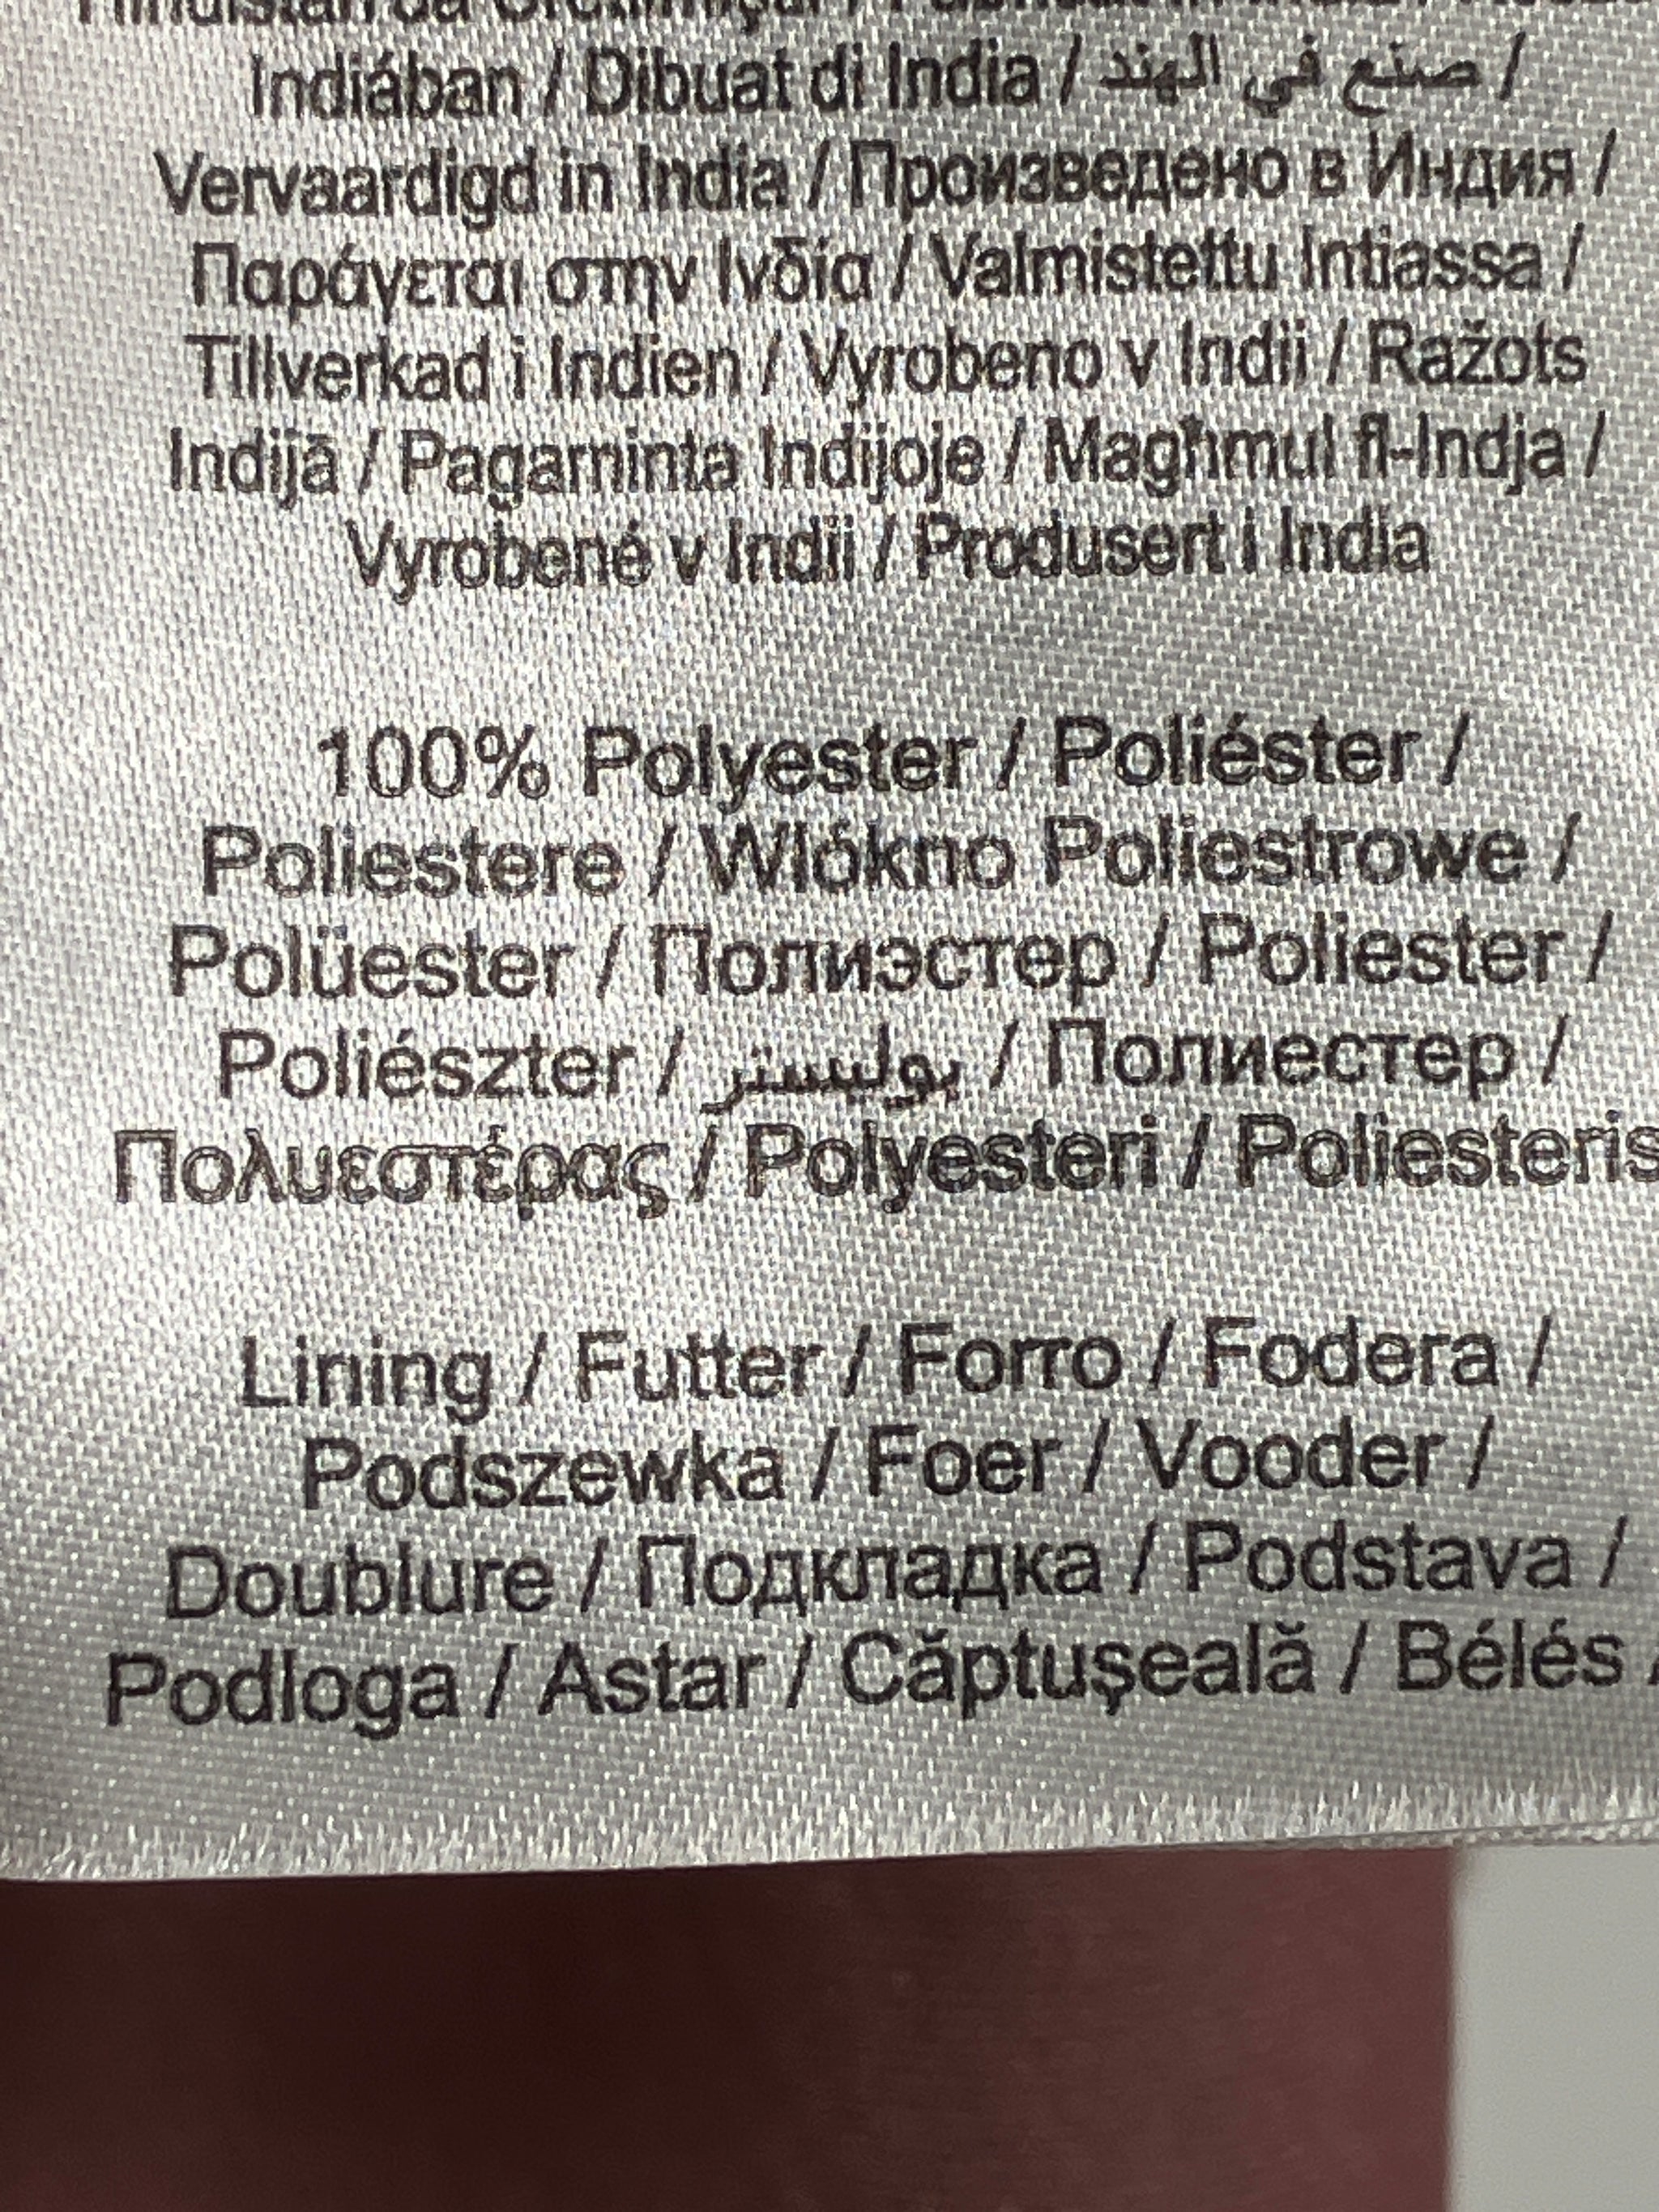 Indiában / Dibuat di India / صنع في الهند /
Vervaardigd in India / Произведено в Индия /
Παράγεται στην Ινδία / Valmistettu Intiassa /
Tillverkad i Indien / Vyrobeno v Indii / Ražots
Indijā / Pagaminta Indijoje / Magħmul fl-Indja /
Vyrobené v Indii / Produsert i India
100% Polyester / Poliéster /
Poliestere / Wlókno Poliestrowe /
Polüester / Полиэстер / Poliester /
Poliészter / بوليستر / Полиестер /
Πολυεστέρας / Polyesteri / Poliesteris
Lining / Futter / Forro / Fodera /
Podszewka / Foer / Vooder /
Doublure / Подкладка / Podstava /
Podloga / Astar / Căptuşeală / Bélés /